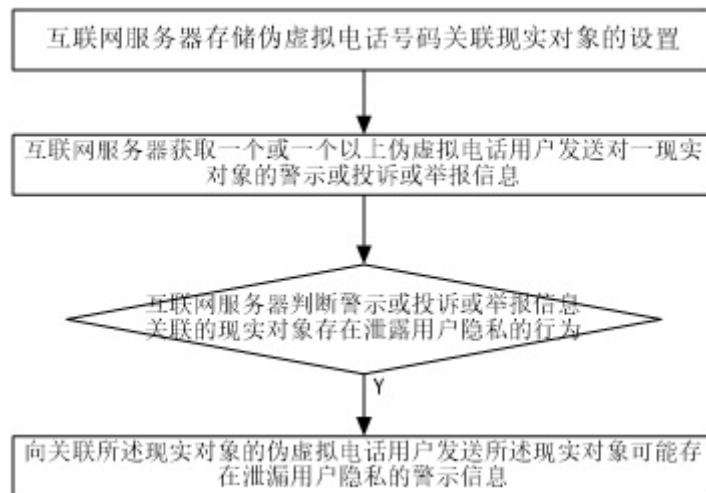 互联网服务器存储伪虚拟电话号码关联现实对象的设置
互联网服务器获取一个或一个以上伪虚拟电话用户发送对一现实
对象的警示或投诉或举报信息
互联网服务器判断警示或投诉或举报信息
关联的现实对象存在泄露用户隐私的行为
Y
向关联所述现实对象的伪虚拟电话用户发送所述现实对象可能存
在泄漏用户隐私的警示信息